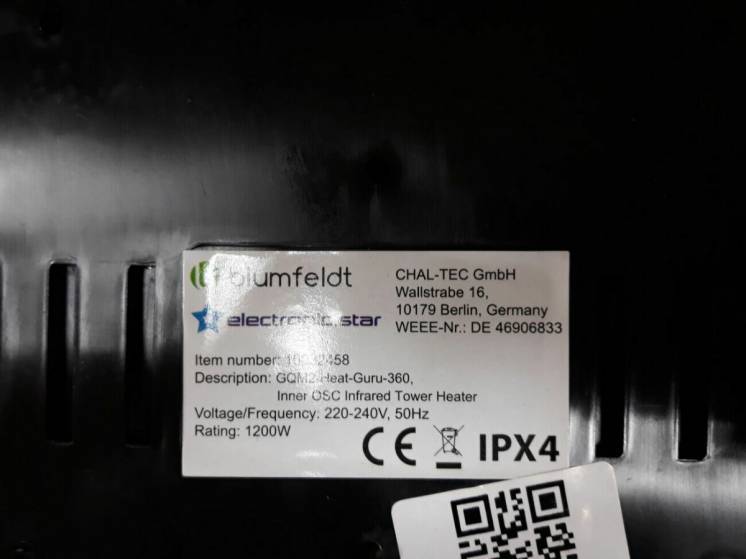 blumfeldt
electronic.star
CHAL-TEC GmbH
Wallstrabe 16,
10179 Berlin, Germany
WEEE-Nr.: DE 46906833
Item number:
Description: GQM2-Heat-Guru-360,
Inner OSC Infrared Tower Heater
Voltage/Frequency: 220-240V, 50Hz
Rating: 1200W
CE IPX4